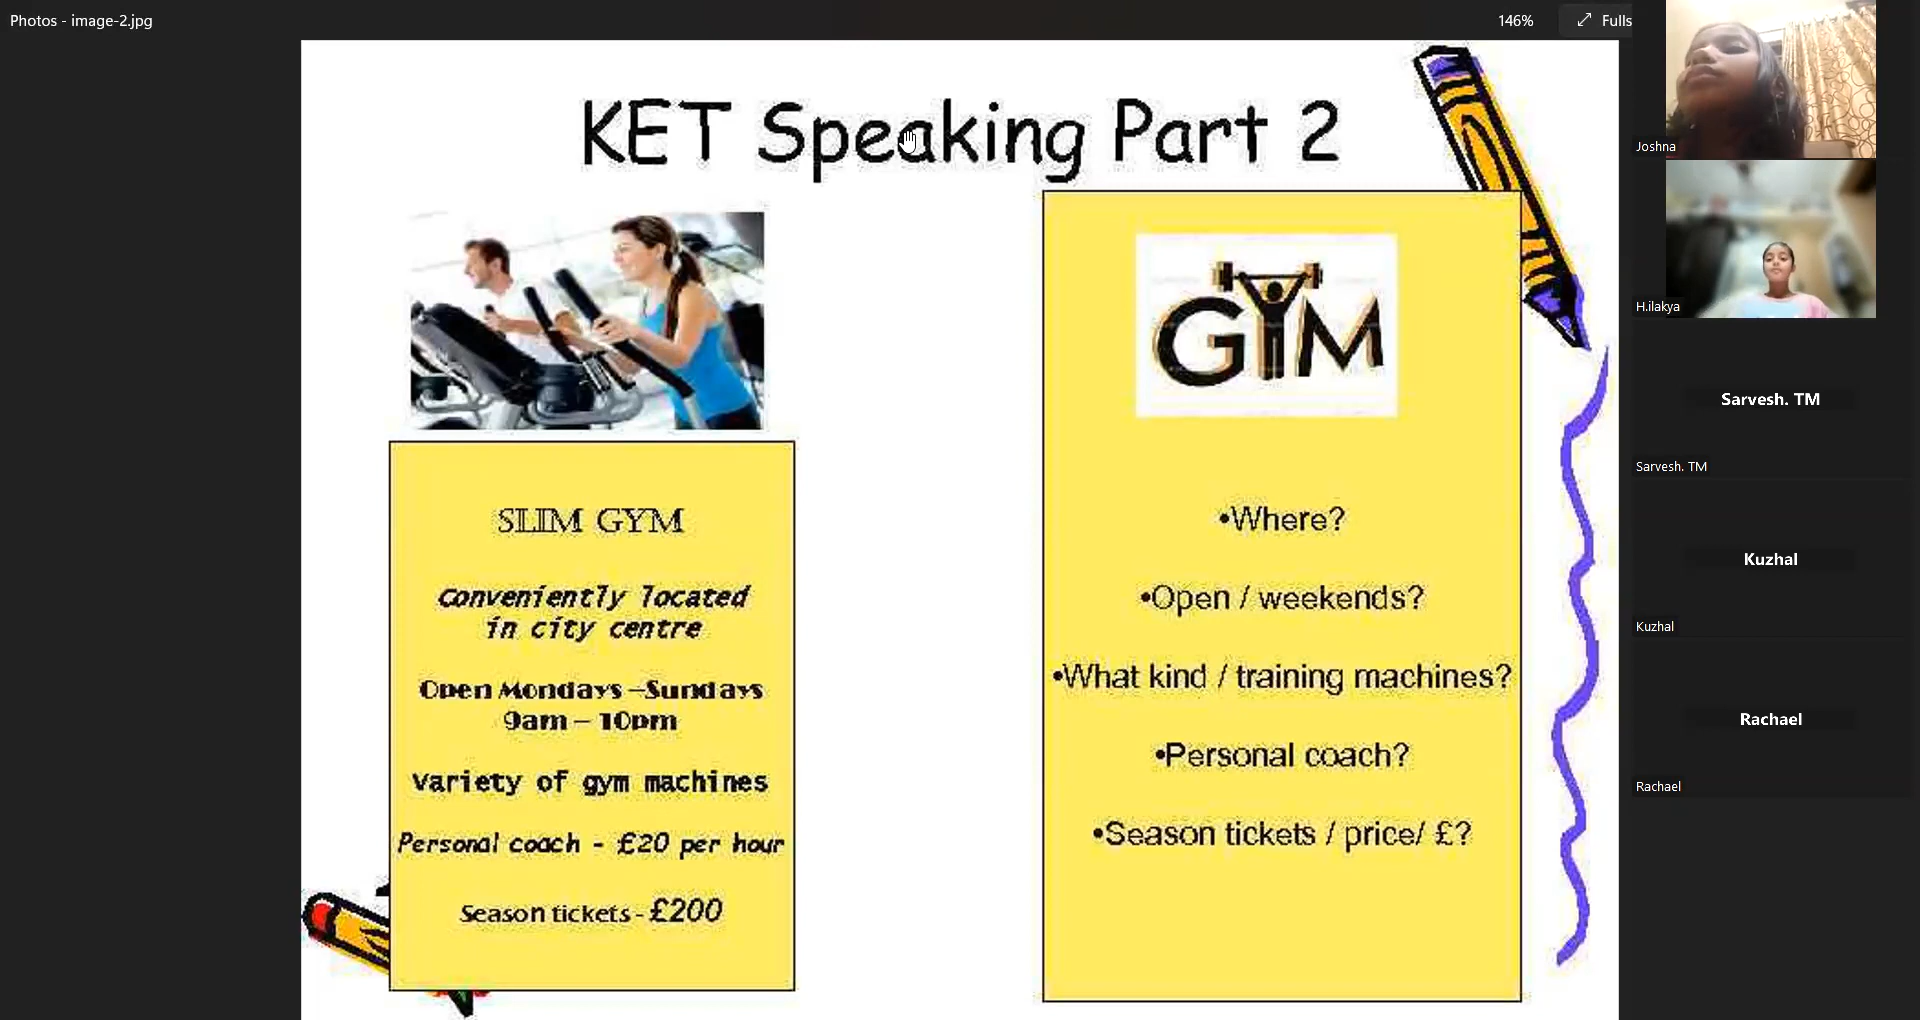 Photos - image-2.jpg
146%
Fulls
KET Speaking Part 2
SLIM GYM
Conveniently located
in city centre
Open Mondays –Sundays
9am – 10pm
Variety of gym machines
Personal coach - £20 per hour
Season tickets - £200
GYM
•Where?
•Open / weekends?
•What kind / training machines?
•Personal coach?
•Season tickets / price/ £?
Joshna
H.ilakya
Sarvesh. TM
Sarvesh. TM
Kuzhal
Kuzhal
Rachael
Rachael